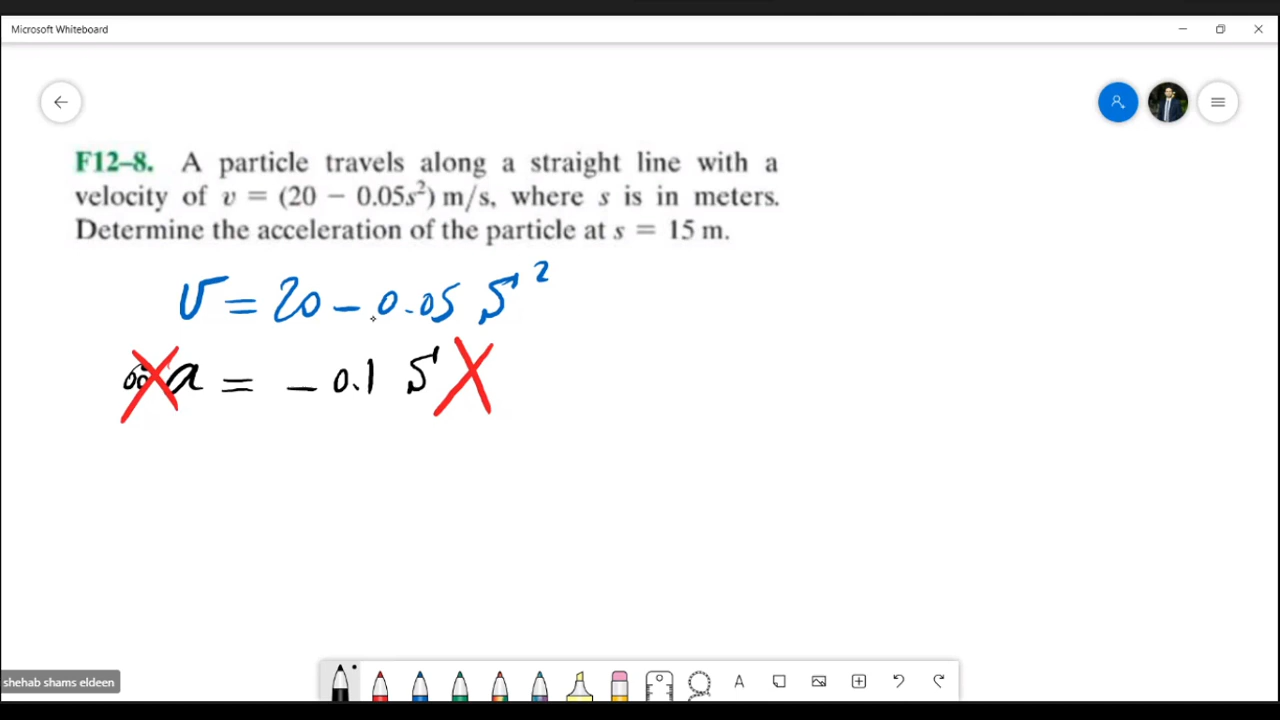 Microsoft Whiteboard
F12–8. A particle travels along a straight line with a
velocity of v = (20 − 0.05s²) m/s, where s is in meters.
Determine the acceleration of the particle at s = 15 m.
v = 20 − 0.05 S²
a = − 0.1 S
shehab shams eldeen
A